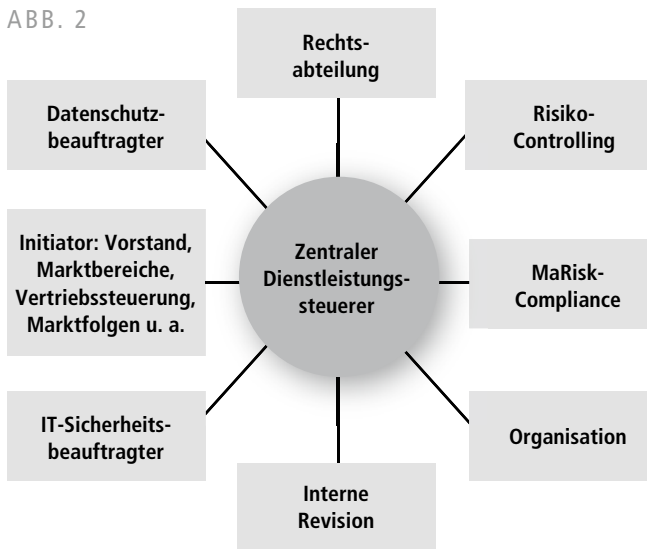 ABB. 2
Rechts-
abteilung
Datenschutz-
beauftragter
Risiko-
Controlling
Initiator: Vorstand,
Marktbereiche,
Vertriebssteuerung,
Marktfolgen u. a.
Zentraler
Dienstleistungs-
steuerer
MaRisk-
Compliance
IT-Sicherheits-
beauftragter
Organisation
Interne
Revision